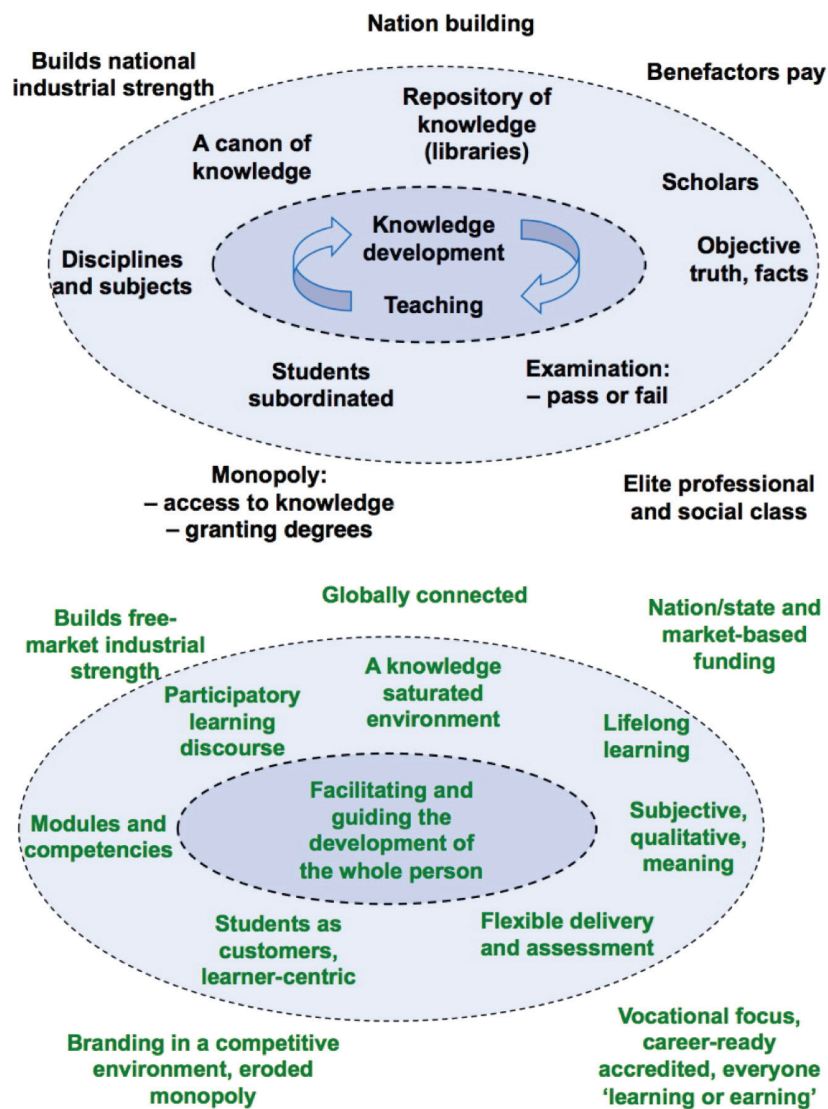 Nation building
Builds national
industrial strength
Benefactors pay
Repository of
knowledge
(libraries)
A canon of
knowledge
Scholars
Knowledge
development
Disciplines
and subjects
Objective
truth, facts
Teaching
Students
subordinated
Examination:
– pass or fail
Monopoly:
– access to knowledge
– granting degrees
Elite professional
and social class
Globally connected
Builds free-
market industrial
strength
Nation/state and
market-based
funding
A knowledge
saturated
environment
Participatory
learning
discourse
Lifelong
learning
Facilitating and
guiding the
development of
the whole person
Modules and
competencies
Subjective,
qualitative,
meaning
Students as
customers,
learner-centric
Flexible delivery
and assessment
Branding in a competitive
environment, eroded
monopoly
Vocational focus,
career-ready
accredited, everyone
‘learning or earning’